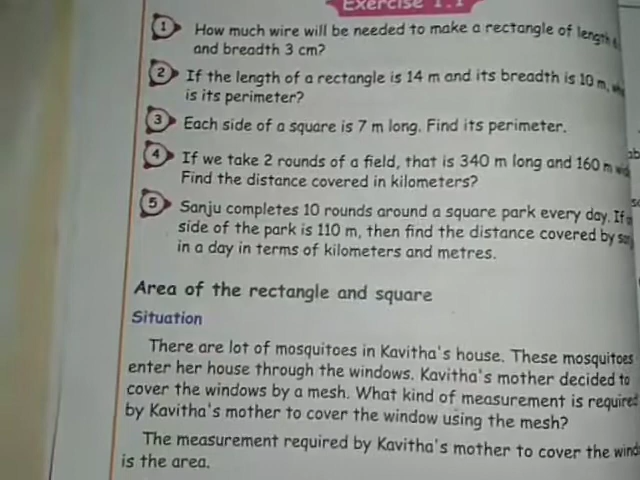 Exercise 1.1
1 How much wire will be needed to make a rectangle of length
and breadth 3 cm?
2 If the length of a rectangle is 14 m and its breadth is 10 m,
is its perimeter?
3 Each side of a square is 7 m long. Find its perimeter.
4 If we take 2 rounds of a field, that is 340 m long and 160 m
Find the distance covered in kilometers?
5 Sanju completes 10 rounds around a square park every day. If
side of the park is 110 m, then find the distance covered by
in a day in terms of kilometers and metres.
Area of the rectangle and square
Situation
There are lot of mosquitoes in Kavitha's house. These mosquitoes
enter her house through the windows. Kavitha's mother decided to
cover the windows by a mesh. What kind of measurement is required
by Kavitha's mother to cover the window using the mesh?
The measurement required by Kavitha's mother to cover the wind
is the area.